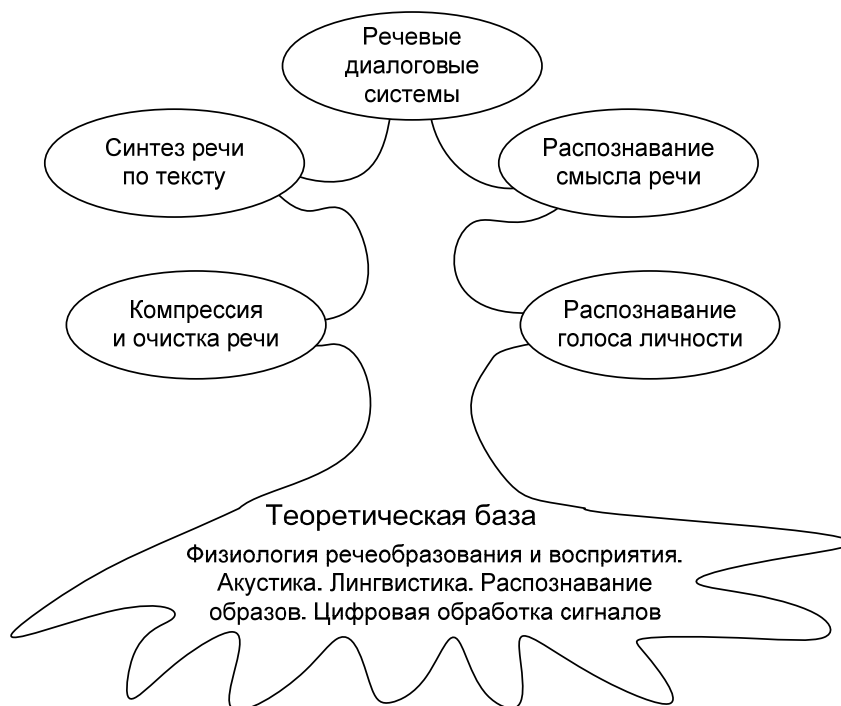 Речевые
диалоговые
системы
Синтез речи
по тексту
Распознавание
смысла речи
Компрессия
и очистка речи
Распознавание
голоса личности
Теоретическая база
Физиология речеобразования и восприятия.
Акустика. Лингвистика. Распознавание
образов. Цифровая обработка сигналов